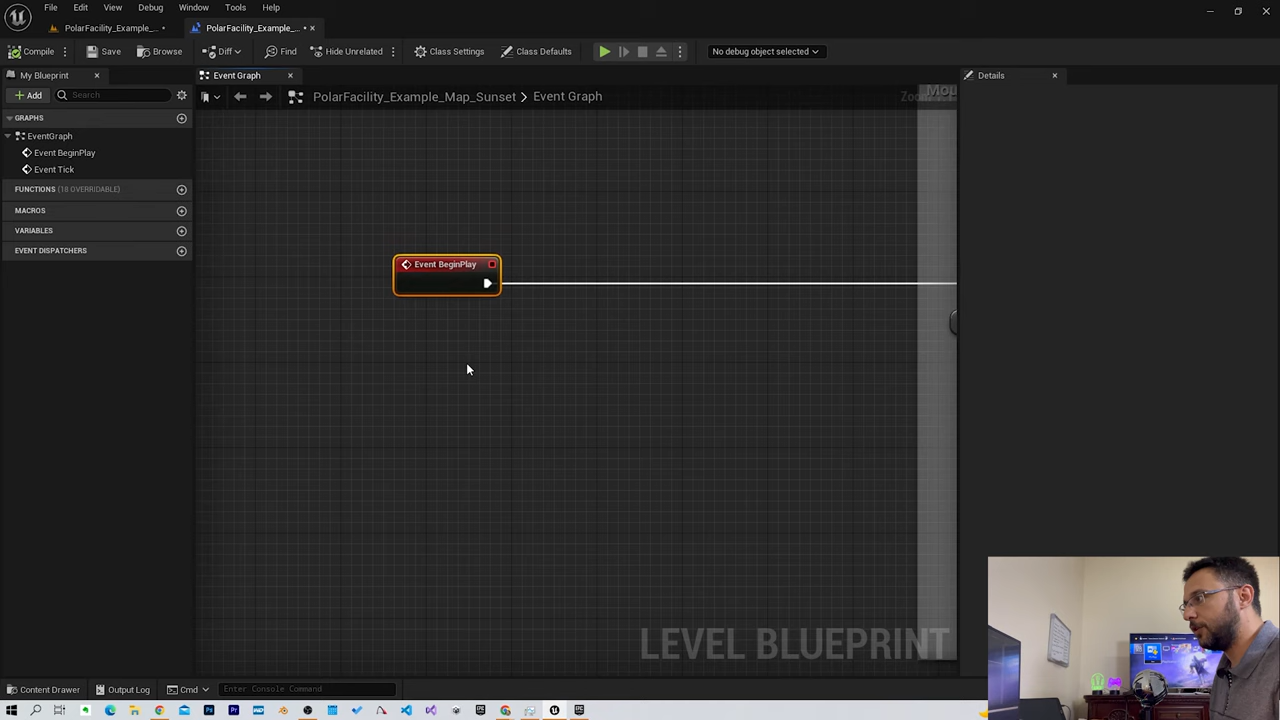 File Edit View Debug Window Tools Help
PolarFacility_Example_...
PolarFacility_Example_...
Compile
Save
Browse
Diff
Find
Hide Unrelated
Class Settings
Class Defaults
No debug object selected
My Blueprint
Event Graph
Details
Add
Search
PolarFacility_Example_Map_Sunset > Event Graph
GRAPHS
EventGraph
Event BeginPlay
Event Tick
FUNCTIONS (18 OVERRIDABLE)
MACROS
VARIABLES
EVENT DISPATCHERS
Event BeginPlay
LEVEL BLUEPRINT
Content Drawer
Output Log
Cmd
Enter Console Command